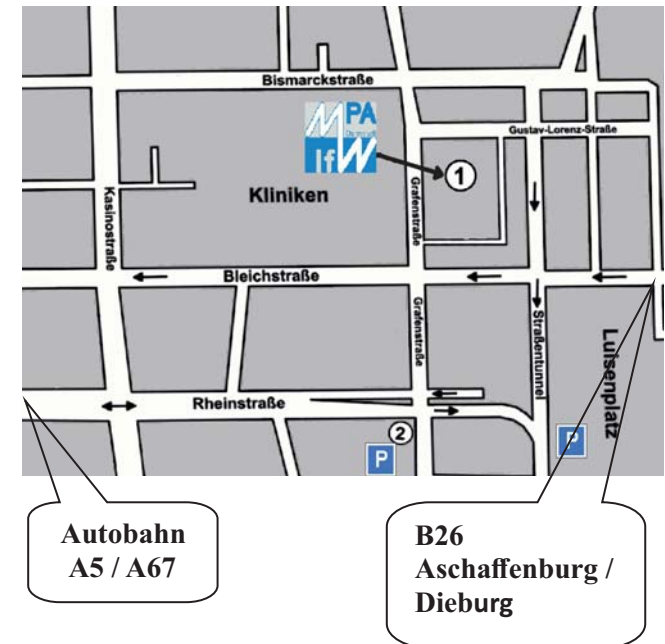 Bismarckstraße
MPA
Darmstadt
IfW
1
Gustav-Lorenz-Straße
Kliniken
Kasinostraße
Grafenstraße
Bleichstraße
Grafenstraße
Straßentunnel
Luisenplatz
Rheinstraße
2
P
P
Autobahn
A5 / A67
B26
Aschaffenburg /
Dieburg